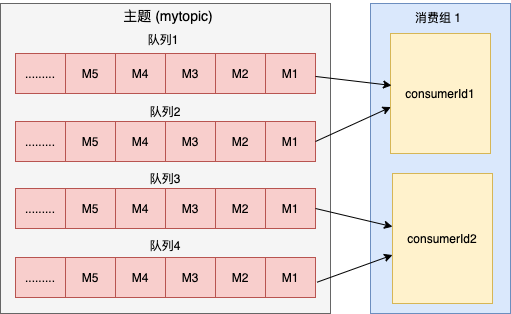 主题 (mytopic)
队列1
......... M5 M4 M3 M2 M1
队列2
......... M5 M4 M3 M2 M1
队列3
......... M5 M4 M3 M2 M1
队列4
......... M5 M4 M3 M2 M1
消费组 1
consumerId1
consumerId2